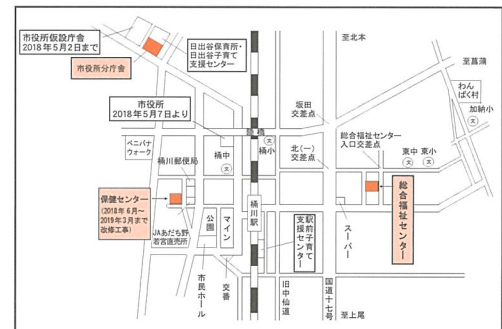 市役所仮設庁舎
2018年5月2日まで
日出谷保育所・
日出谷子育て
支援センター
市役所分庁舎
至北本
至菖蒲
わん
ぱく村
加納小
文
市役所
2018年5月7日より
坂田
交差点
陸橋
総合福祉センター
入口交差点
東中
東小
文
文
ベニバナ
ウォーク
桶川郵便局
桶中
文
桶小
文
北(一)
交差点
保健センター
(2018年6月〜
2019年3月まで
改修工事)
JAあだち野
若宮直売所
公園
マイン
桶川駅
駅前子育て
支援センター
スーパー
総合福祉センター
市民ホール
交番
旧中仙道
国道十七号
至上尾